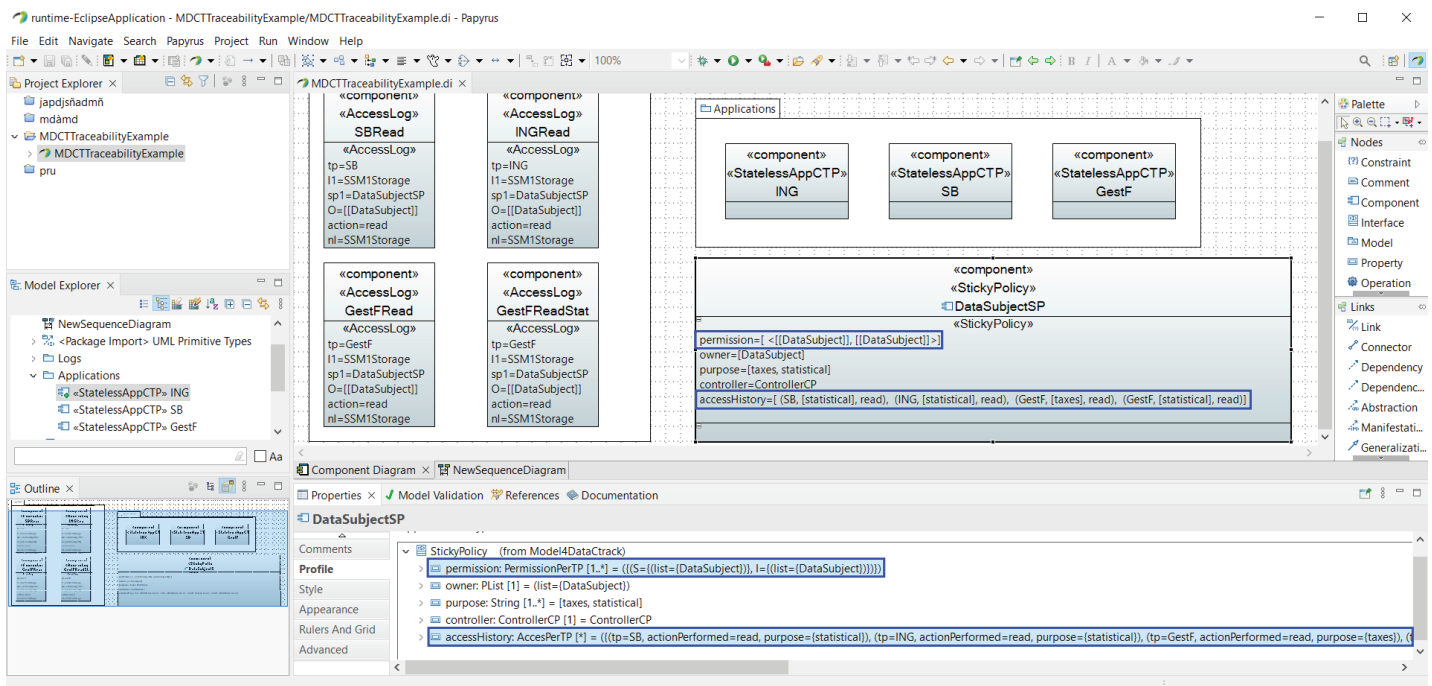 runtime-EclipseApplication - MDCTTraceabilityExample/MDCTTraceabilityExample.di - Papyrus
File Edit Navigate Search Papyrus Project Run Window Help
100%
Project Explorer
japdjsñadmñ
mdàmd
MDCTTraceabilityExample
MDCTTraceabilityExample
pru
Model Explorer
NewSequenceDiagram
<Package Import> UML Primitive Types
Logs
Applications
«StatelessAppCTP» ING
«StatelessAppCTP» SB
«StatelessAppCTP» GestF
Aa
Outline
MDCTTraceabilityExample.di
«component»
«AccessLog»
SBRead
«AccessLog»
tp=SB
l1=SSM1Storage
sp1=DataSubjectSP
O=[[DataSubject]]
action=read
nl=SSM1Storage
«component»
«AccessLog»
INGRead
«AccessLog»
tp=ING
l1=SSM1Storage
sp1=DataSubjectSP
O=[[DataSubject]]
action=read
nl=SSM1Storage
«component»
«AccessLog»
GestFRead
«AccessLog»
tp=GestF
l1=SSM1Storage
sp1=DataSubjectSP
O=[[DataSubject]]
action=read
nl=SSM1Storage
«component»
«AccessLog»
GestFReadStat
«AccessLog»
tp=GestF
l1=SSM1Storage
sp1=DataSubjectSP
O=[[DataSubject]]
action=read
nl=SSM1Storage
Applications
«component»
«StatelessAppCTP»
ING
«component»
«StatelessAppCTP»
SB
«component»
«StatelessAppCTP»
GestF
«component»
«StickyPolicy»
DataSubjectSP
«StickyPolicy»
permission=[ <[[DataSubject]], [[DataSubject]]>]
owner=[DataSubject]
purpose=[taxes, statistical]
controller=ControllerCP
accessHistory=[ (SB, [statistical], read), (ING, [statistical], read), (GestF, [taxes], read), (GestF, [statistical], read)]
Palette
Nodes
Constraint
Comment
Component
Interface
Model
Property
Operation
Links
Link
Connector
Dependency
Dependenc...
Abstraction
Manifestati...
Generalizati...
Component Diagram
NewSequenceDiagram
Properties
Model Validation
References
Documentation
DataSubjectSP
Comments
Profile
Style
Appearance
Rulers And Grid
Advanced
StickyPolicy (from Model4DataCtrack)
permission: PermissionPerTP [1..*] = ({(S={(list={DataSubject})}, I={(list={DataSubject})})})
owner: PList [1] = (list={DataSubject})
purpose: String [1..*] = [taxes, statistical]
controller: ControllerCP [1] = ControllerCP
accessHistory: AccesPerTP [*] = ({(tp=SB, actionPerformed=read, purpose={statistical}), (tp=ING, actionPerformed=read, purpose={statistical}), (tp=GestF, actionPerformed=read, purpose={taxes}), (t